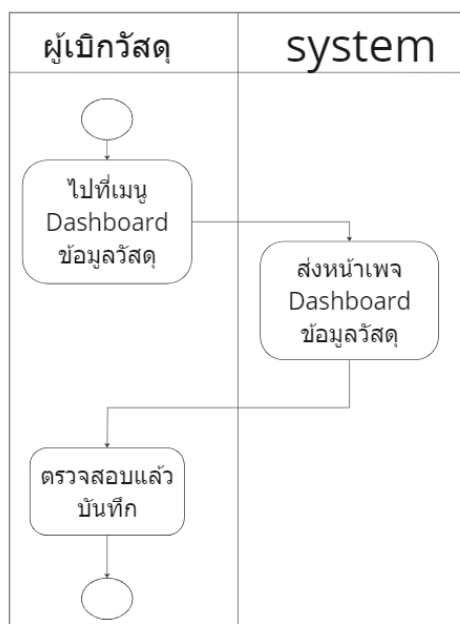 ผู้เบิกวัสดุ
system
ไปที่เมนู
Dashboard
ข้อมูลวัสดุ
ส่งหน้าเพจ
Dashboard
ข้อมูลวัสดุ
ตรวจสอบแล้ว
บันทึก